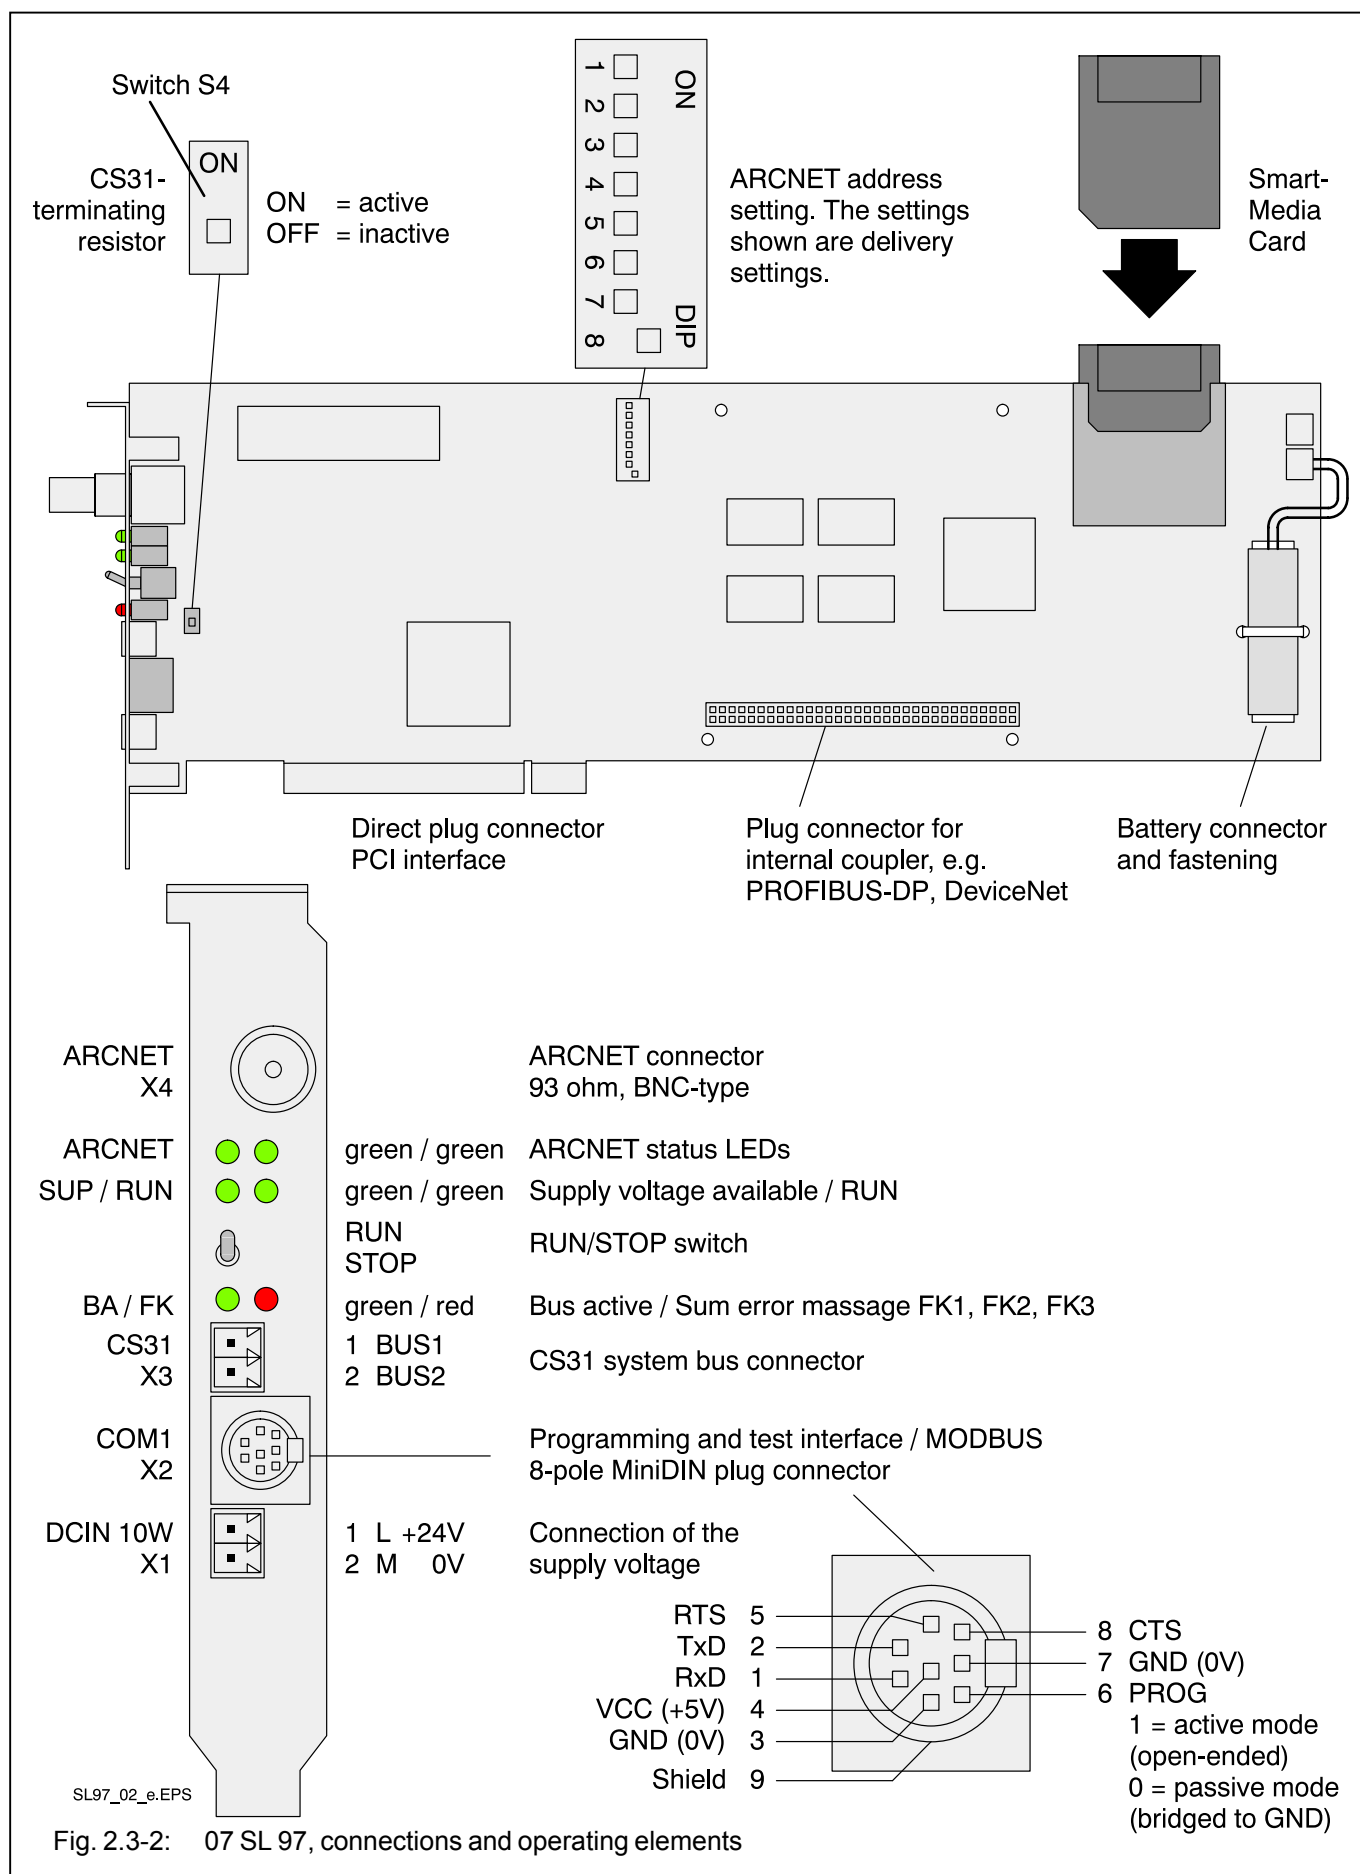 Switch S4
ON
CS31-
terminating
resistor
ON = active
OFF = inactive
1
2
3
4
5
6
7
8
ON
DIP
ARCNET address
setting. The settings
shown are delivery
settings.
Smart-
Media
Card
Direct plug connector
PCI interface
Plug connector for
internal coupler, e.g.
PROFIBUS-DP, DeviceNet
Battery connector
and fastening
ARCNET
X4
ARCNET connector
93 ohm, BNC-type
ARCNET green / green ARCNET status LEDs
SUP / RUN green / green Supply voltage available / RUN
RUN
STOP
RUN/STOP switch
BA / FK green / red Bus active / Sum error massage FK1, FK2, FK3
CS31
X3
1 BUS1
2 BUS2
CS31 system bus connector
COM1
X2
Programming and test interface / MODBUS
8-pole MiniDIN plug connector
DCIN 10W
X1
1 L +24V
2 M 0V
Connection of the
supply voltage
RTS 5
TxD 2
RxD 1
VCC (+5V) 4
GND (0V) 3
Shield 9
8 CTS
7 GND (0V)
6 PROG
1 = active mode
(open-ended)
0 = passive mode
(bridged to GND)
SL97_02_e.EPS
Fig. 2.3-2: 07 SL 97, connections and operating elements